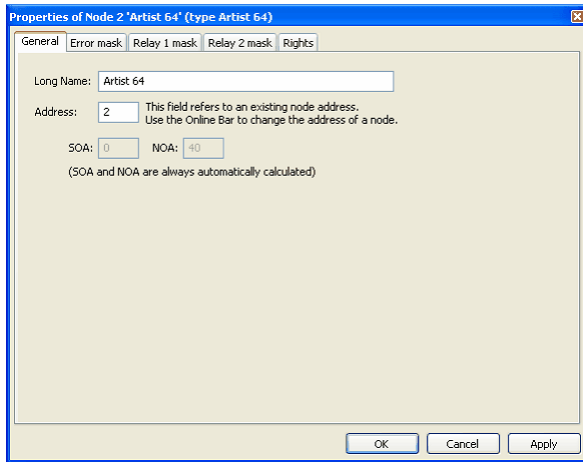 Properties of Node 2 'Artist 64' (type Artist 64)
General Error mask Relay 1 mask Relay 2 mask Rights
Long Name: Artist 64
Address: 2 This field refers to an existing node address.
Use the Online Bar to change the address of a node.
SOA: 0 NOA: 40
(SOA and NOA are always automatically calculated)
OK Cancel Apply